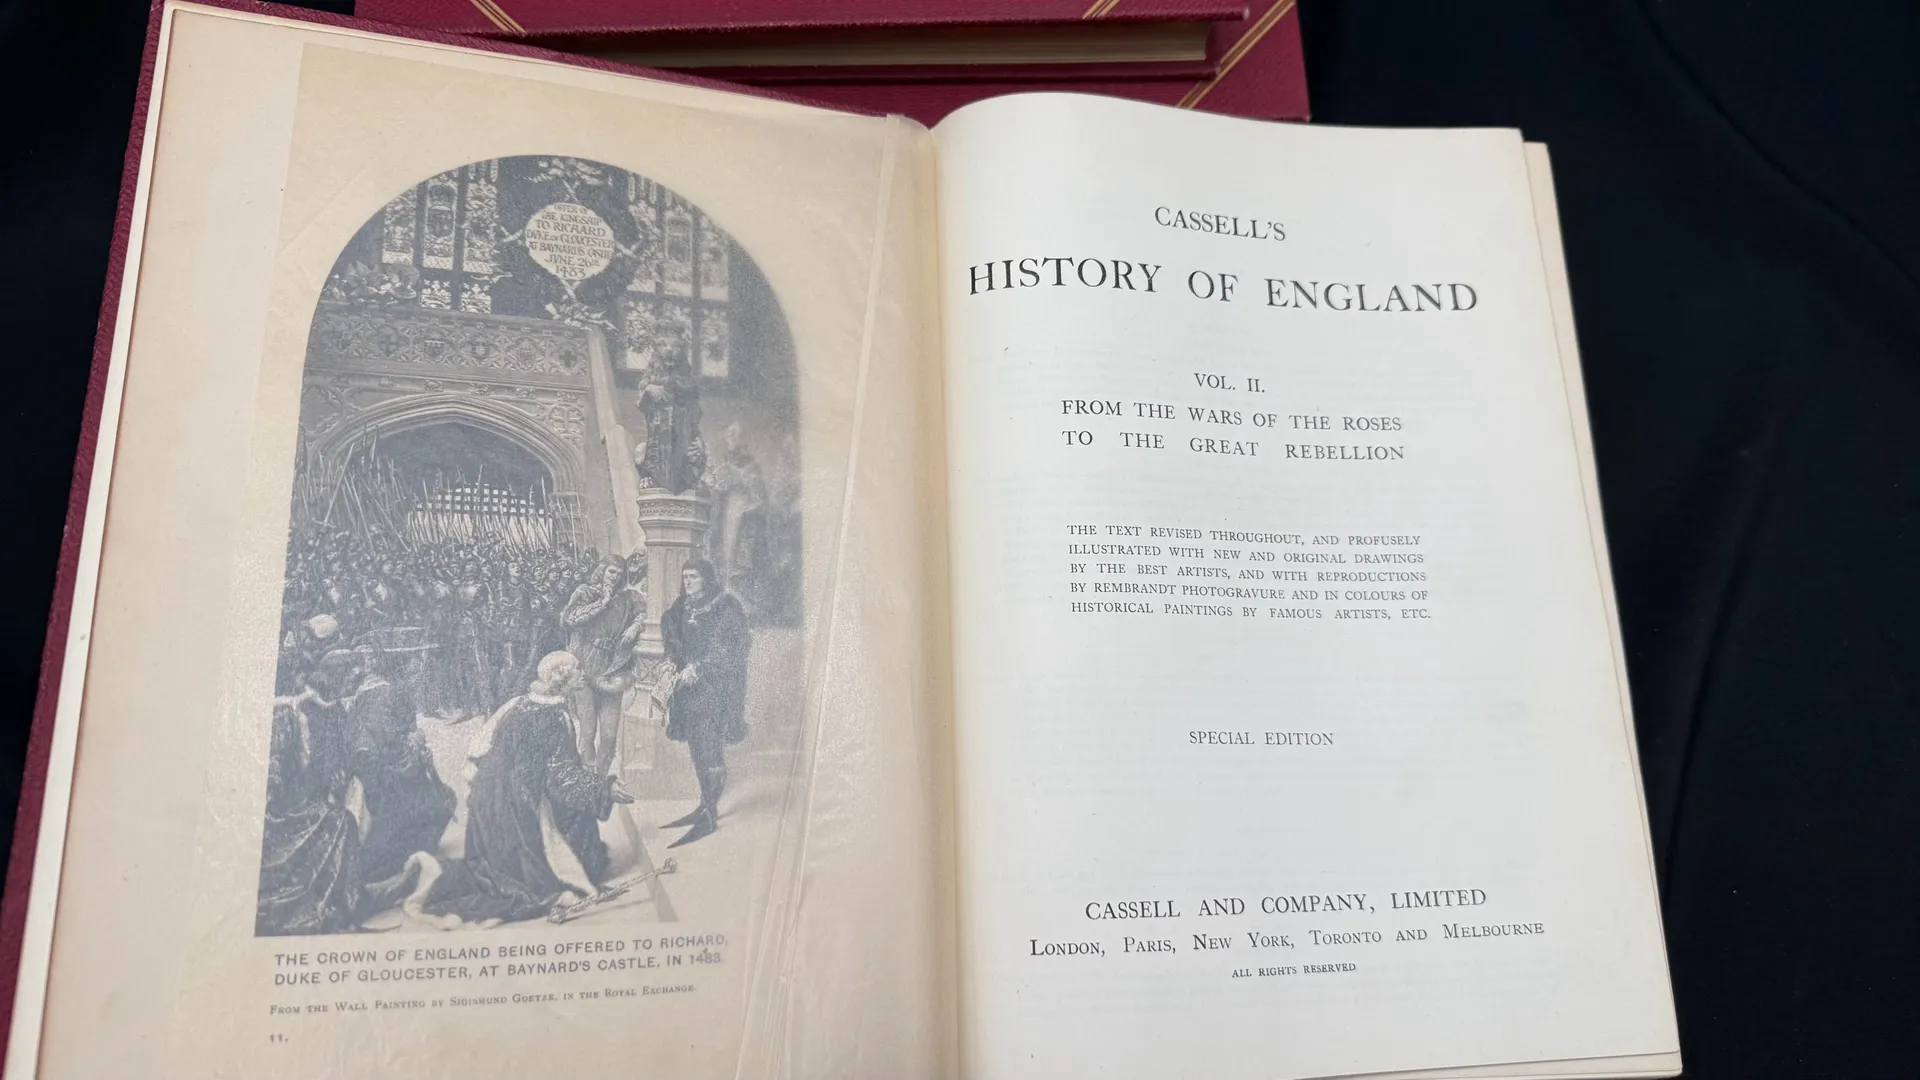 OFFER OF
THE KINGSHIP
TO RICHARD
DVKE OF GLOVCESTER
AT BAYNARDS CASTLE
JVNE 26TH
1483
THE CROWN OF ENGLAND BEING OFFERED TO RICHARD,
DUKE OF GLOUCESTER, AT BAYNARD'S CASTLE, IN 1483.
FROM THE WALL PAINTING BY SIGISMUND GOETZE, IN THE ROYAL EXCHANGE.
11.
CASSELL'S
HISTORY OF ENGLAND
VOL. II.
FROM THE WARS OF THE ROSES
TO THE GREAT REBELLION
THE TEXT REVISED THROUGHOUT, AND PROFUSELY
ILLUSTRATED WITH NEW AND ORIGINAL DRAWINGS
BY THE BEST ARTISTS, AND WITH REPRODUCTIONS
BY REMBRANDT PHOTOGRAVURE AND IN COLOURS OF
HISTORICAL PAINTINGS BY FAMOUS ARTISTS, ETC.
SPECIAL EDITION
CASSELL AND COMPANY, LIMITED
LONDON, PARIS, NEW YORK, TORONTO AND MELBOURNE
ALL RIGHTS RESERVED